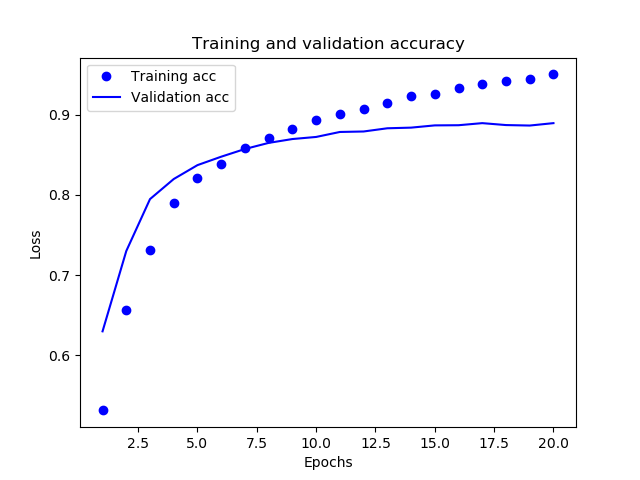 Training and validation accuracy
Training acc
Validation acc
0.9
0.8
0.7
0.6
Loss
2.5 5.0 7.5 10.0 12.5 15.0 17.5 20.0
Epochs